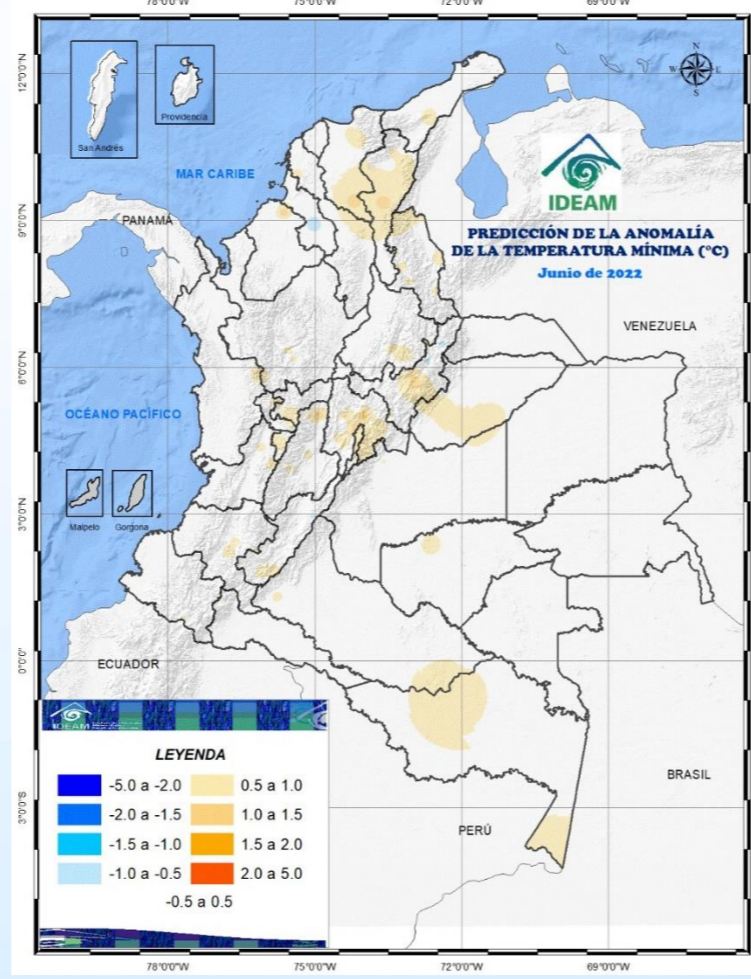 78°0'0"W
75°0'0"W
72°0'0"W
69°0'0"W
12°0'0"N
9°0'0"N
6°0'0"N
3°0'0"N
0°0'0"
3°0'0"S
San Andrés
Providencia
N
W
E
S
IDEAM
PREDICCIÓN DE LA ANOMALÍA
DE LA TEMPERATURA MÍNIMA (°C)
Junio de 2022
MAR CARIBE
PANAMÁ
VENEZUELA
OCÉANO PACÍFICO
Malpelo
Gorgona
ECUADOR
BRASIL
PERÚ
IDEAM
LEYENDA
-5.0 a -2.0
0.5 a 1.0
-2.0 a -1.5
1.0 a 1.5
-1.5 a -1.0
1.5 a 2.0
-1.0 a -0.5
2.0 a 5.0
-0.5 a 0.5
78°0'0"W
75°0'0"W
72°0'0"W
69°0'0"W